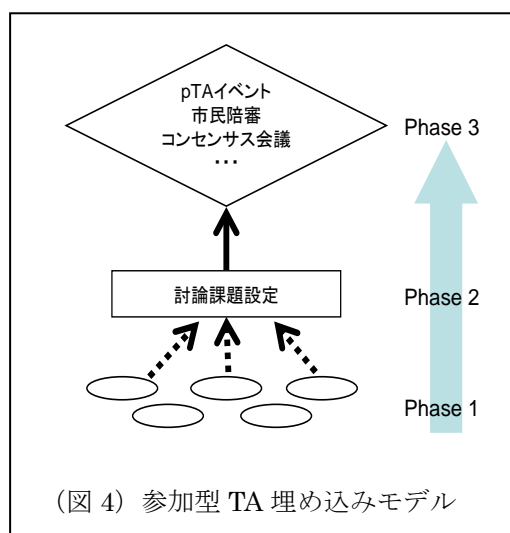 pTAイベント
市民陪審
コンセンサス会議
・・・
Phase 3
討論課題設定
Phase 2
Phase 1
（図 4）参加型 TA 埋め込みモデル